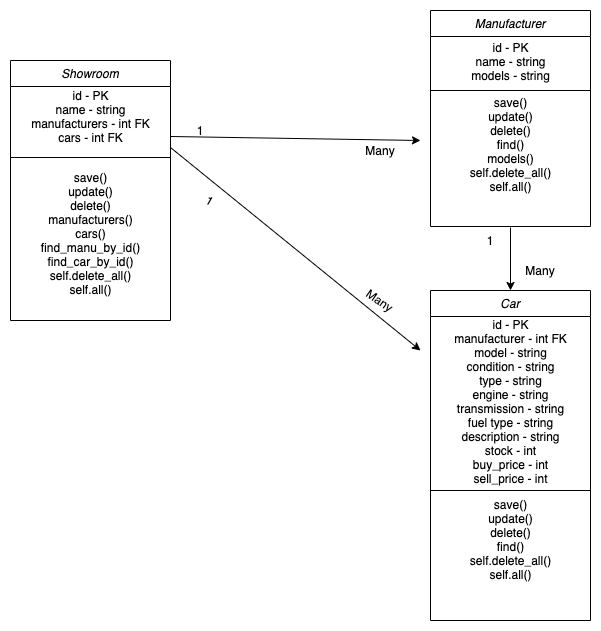 Showroom
id - PK
name - string
manufacturers - int FK
cars - int FK
save()
update()
delete()
manufacturers()
cars()
find_manu_by_id()
find_car_by_id()
self.delete_all()
self.all()
1
Many
1
Many
Manufacturer
id - PK
name - string
models - string
save()
update()
delete()
find()
models()
self.delete_all()
self.all()
1
Many
Car
id - PK
manufacturer - int FK
model - string
condition - string
type - string
engine - string
transmission - string
fuel type - string
description - string
stock - int
buy_price - int
sell_price - int
save()
update()
delete()
find()
self.delete_all()
self.all()